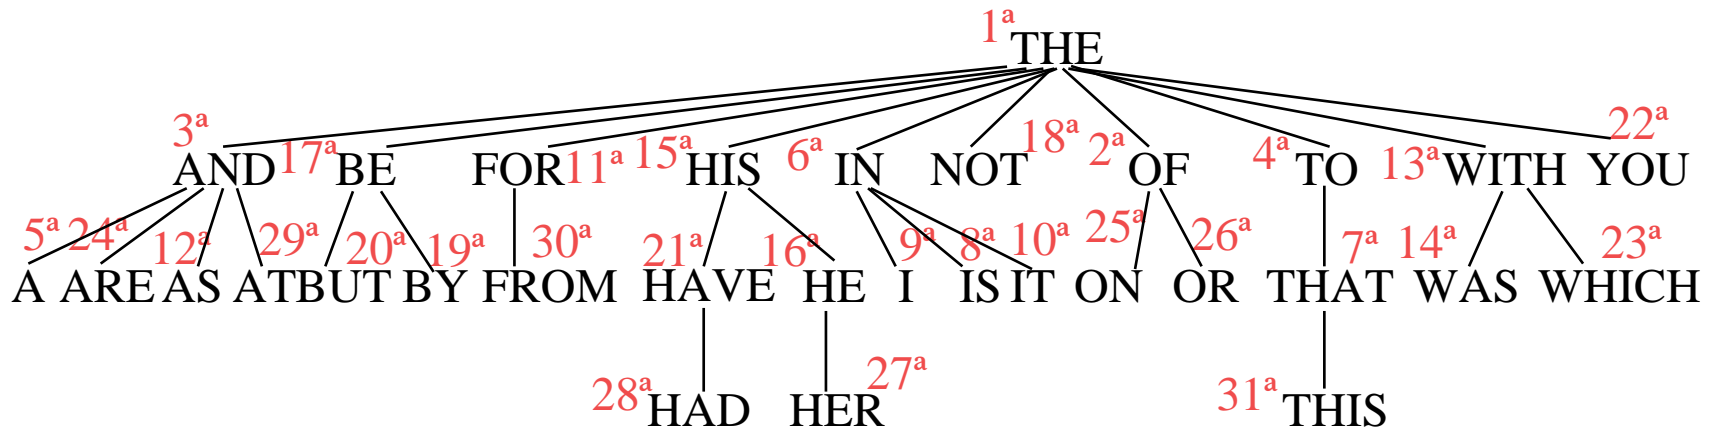 1ª THE
3ª AND 17ª BE FOR 11ª 15ª HIS 6ª IN NOT 18ª 2ª OF 4ª TO 13ª WITH YOU 22ª
5ª 24ª 12ª 29ª 20ª 19ª 30ª 21ª 16ª 9ª 8ª 10ª 25ª 26ª 7ª 14ª 23ª
A ARE AS AT BUT BY FROM HAVE HE I IS IT ON OR THAT WAS WHICH
28ª HAD HER 27ª 31ª THIS